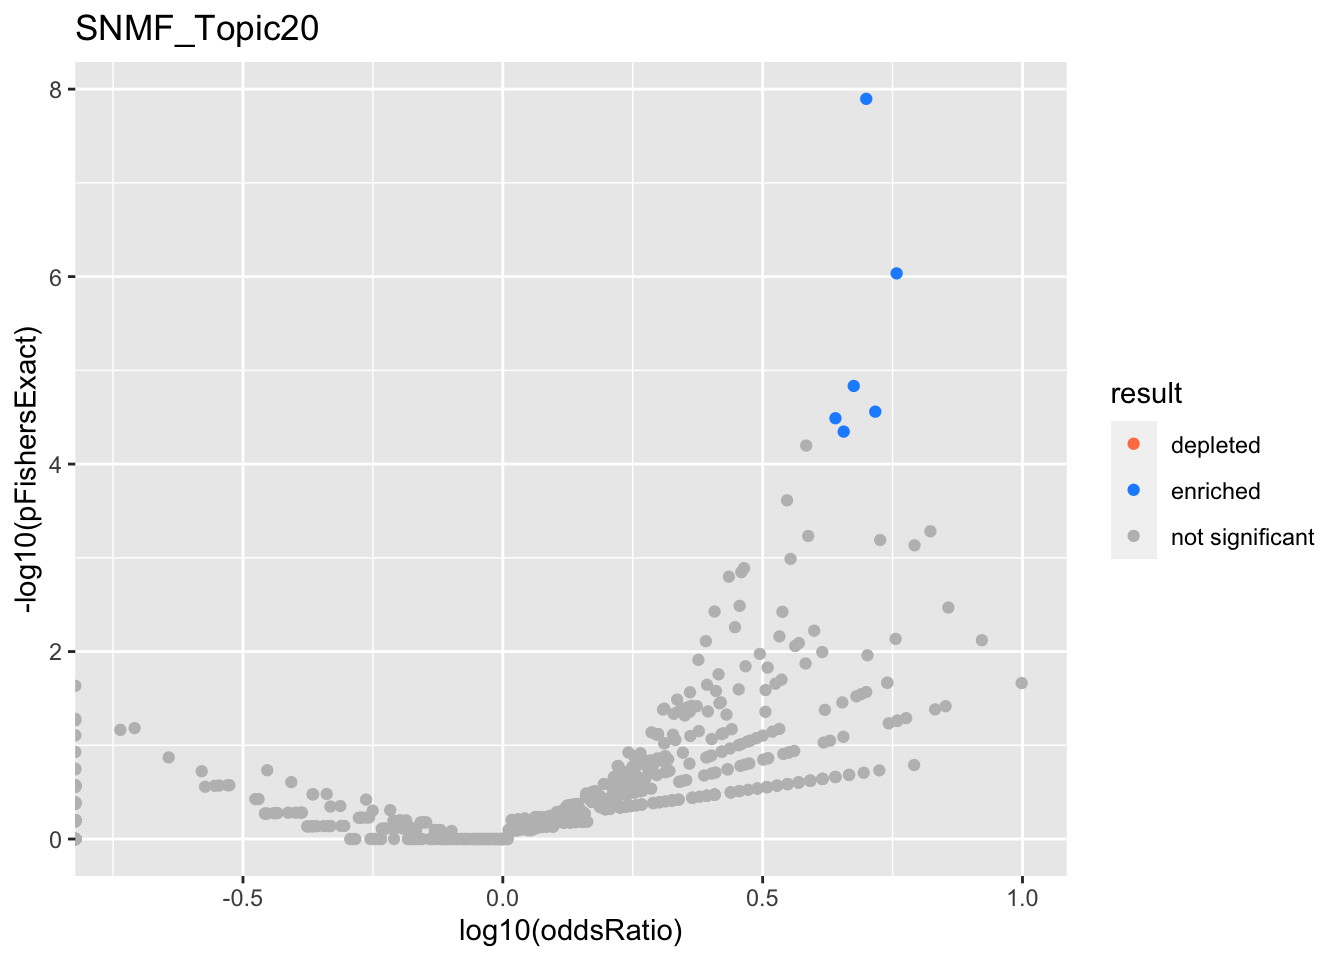 SNMF_Topic20
8
6
4
2
0
-log10(pFishersExact)
-0.5
0.0
0.5
1.0
log10(oddsRatio)
result
depleted
enriched
not significant